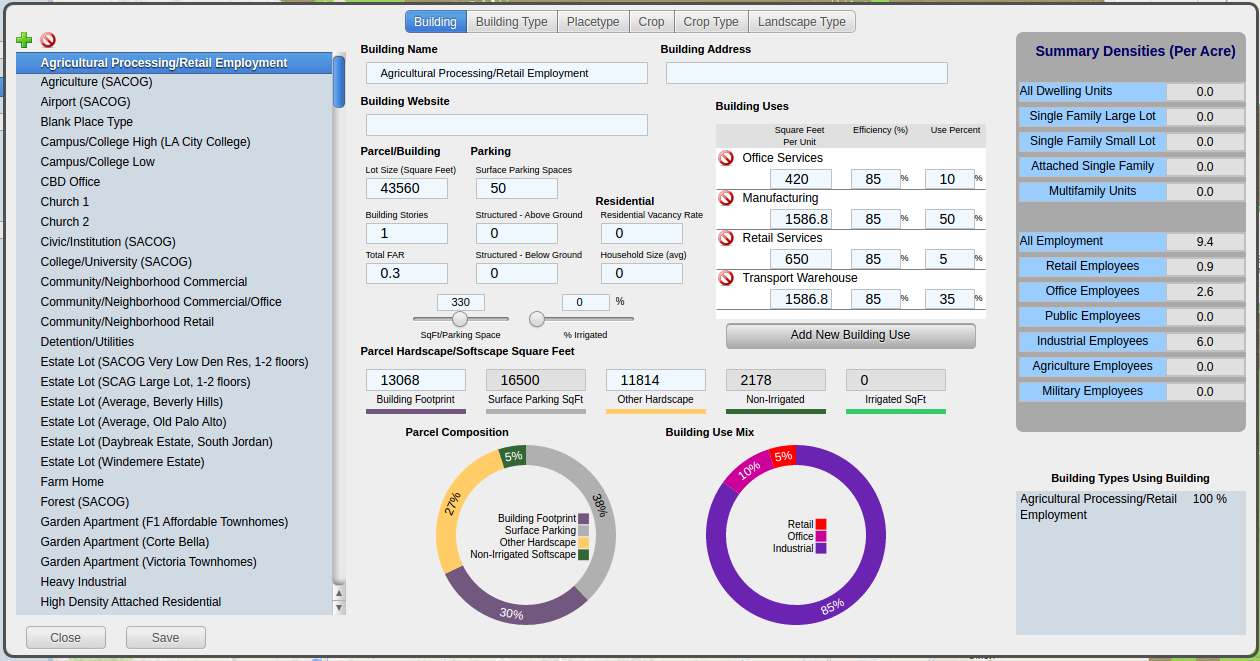 Building Building Type Placetype Crop Crop Type Landscape Type
Agricultural Processing/Retail Employment
Agriculture (SACOG)
Airport (SACOG)
Blank Place Type
Campus/College High (LA City College)
Campus/College Low
CBD Office
Church 1
Church 2
Civic/Institution (SACOG)
College/University (SACOG)
Community/Neighborhood Commercial
Community/Neighborhood Commercial/Office
Community/Neighborhood Retail
Detention/Utilities
Estate Lot (SACOG Very Low Den Res, 1-2 floors)
Estate Lot (SCAG Large Lot, 1-2 floors)
Estate Lot (Average, Beverly Hills)
Estate Lot (Average, Old Palo Alto)
Estate Lot (Daybreak Estate, South Jordan)
Estate Lot (Windemere Estate)
Farm Home
Forest (SACOG)
Garden Apartment (F1 Affordable Townhomes)
Garden Apartment (Corte Bella)
Garden Apartment (Victoria Townhomes)
Heavy Industrial
High Density Attached Residential
Close Save
Building Name Building Address
Agricultural Processing/Retail Employment
Building Website
Parcel/Building Parking
Lot Size (Square Feet) Surface Parking Spaces
43560 50
Residential
Building Stories Structured - Above Ground Residential Vacancy Rate
1 0 0
Total FAR Structured - Below Ground Household Size (avg)
0.3 0 0
330 0 %
SqFt/Parking Space % Irrigated
Building Uses
Square Feet Efficiency (%) Use Percent
Per Unit
Office Services
420 85 % 10 %
Manufacturing
1586.8 85 % 50 %
Retail Services
650 85 % 5 %
Transport Warehouse
1586.8 85 % 35 %
Add New Building Use
Parcel Hardscape/Softscape Square Feet
13068 16500 11814 2178 0
Building Footprint Surface Parking SqFt Other Hardscape Non-Irrigated Irrigated SqFt
Parcel Composition
5%
38%
27%
30%
Building Footprint
Surface Parking
Other Hardscape
Non-Irrigated Softscape
Building Use Mix
5%
10%
85%
Retail
Office
Industrial
Summary Densities (Per Acre)
All Dwelling Units 0.0
Single Family Large Lot 0.0
Single Family Small Lot 0.0
Attached Single Family 0.0
Multifamily Units 0.0
All Employment 9.4
Retail Employees 0.9
Office Employees 2.6
Public Employees 0.0
Industrial Employees 6.0
Agriculture Employees 0.0
Military Employees 0.0
Building Types Using Building
Agricultural Processing/Retail 100 %
Employment